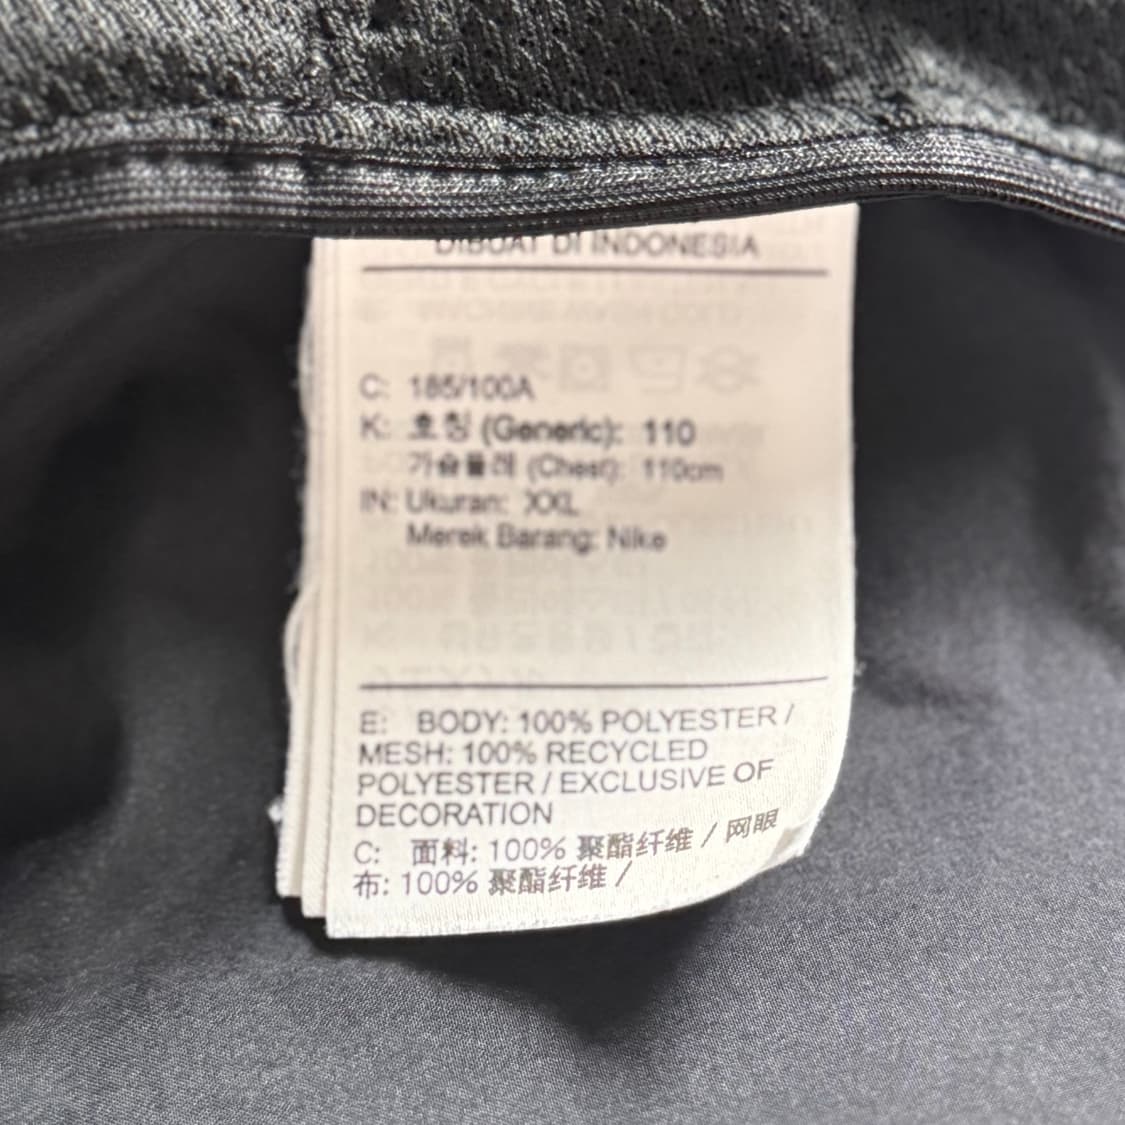 DIBUAT DI INDONESIA
C: 185/100A
K: 호칭 (Generic): 110
가슴둘레 (Chest): 110cm
IN: Ukuran: XXL
Merek Barang: Nike
E: BODY: 100% POLYESTER /
MESH: 100% RECYCLED
POLYESTER / EXCLUSIVE OF
DECORATION
C: 面料: 100% 聚酯纤维 / 网眼
布: 100% 聚酯纤维 /